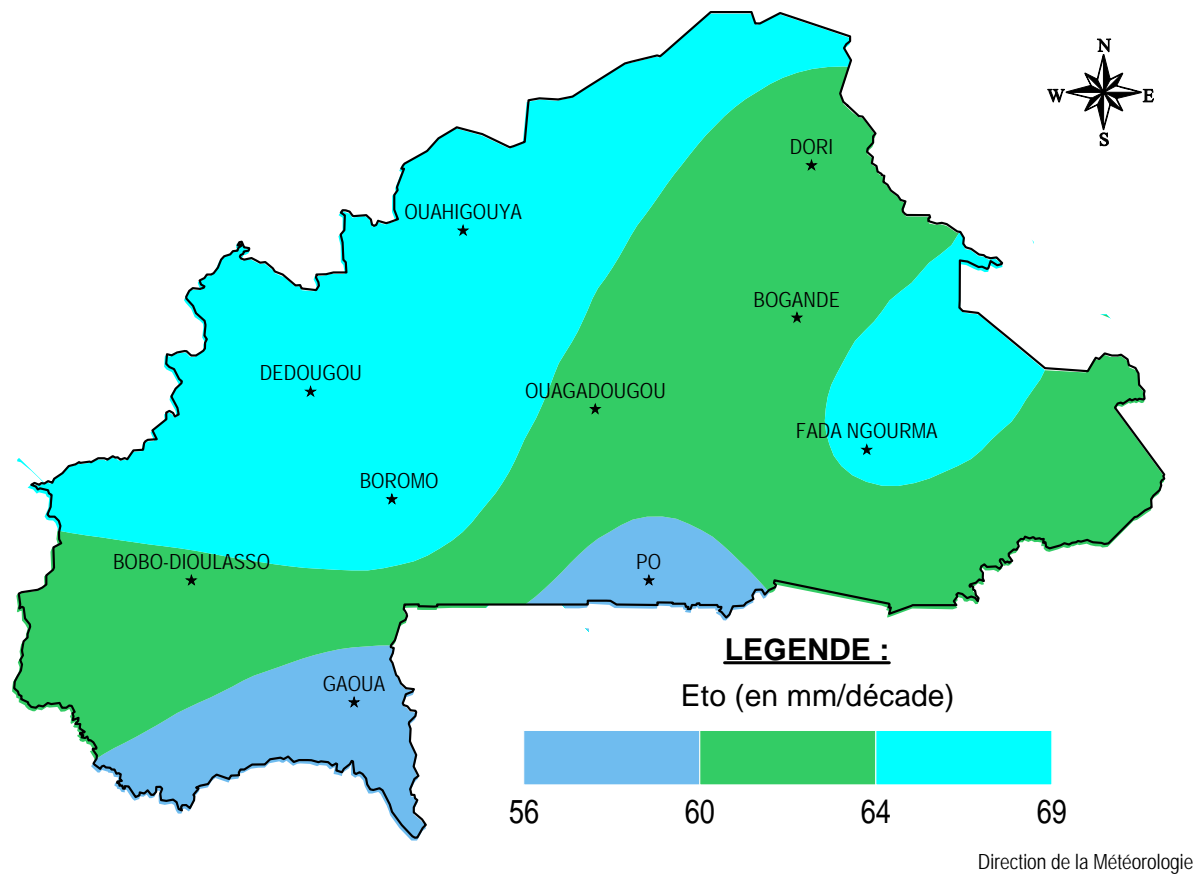 N
W E
S
DORI
OUAHIGOUYA
BOGANDE
DEDOUGOU
OUAGADOUGOU
FADA NGOURMA
BOROMO
BOBO-DIOULASSO
PO
GAOUA
LEGENDE :
Eto (en mm/décade)
56 60 64 69
Direction de la Météorologie